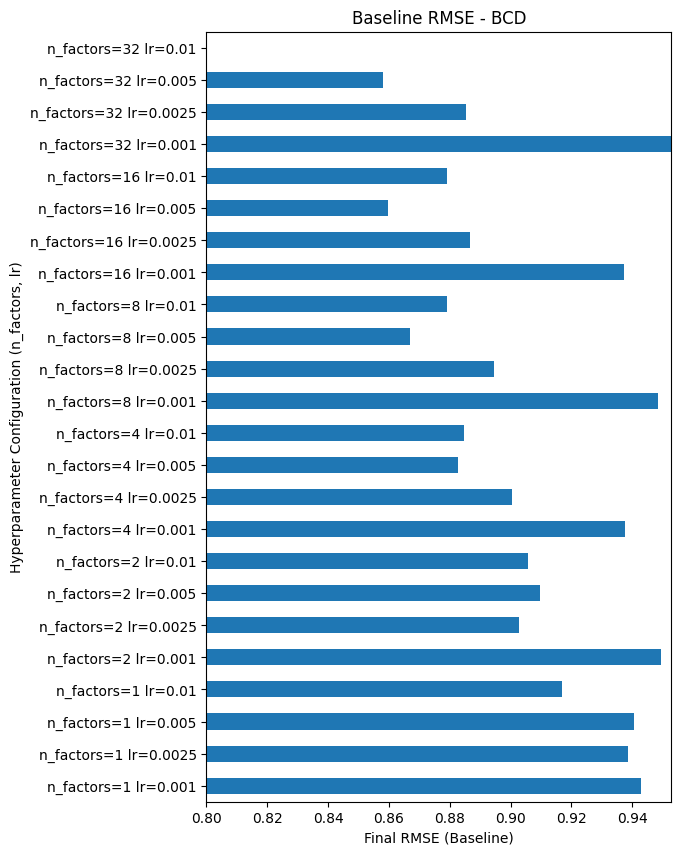 Baseline RMSE - BCD
n_factors=32 lr=0.01
n_factors=32 lr=0.005
n_factors=32 lr=0.0025
n_factors=32 lr=0.001
n_factors=16 lr=0.01
n_factors=16 lr=0.005
n_factors=16 lr=0.0025
n_factors=16 lr=0.001
n_factors=8 lr=0.01
n_factors=8 lr=0.005
n_factors=8 lr=0.0025
n_factors=8 lr=0.001
n_factors=4 lr=0.01
n_factors=4 lr=0.005
n_factors=4 lr=0.0025
n_factors=4 lr=0.001
n_factors=2 lr=0.01
n_factors=2 lr=0.005
n_factors=2 lr=0.0025
n_factors=2 lr=0.001
n_factors=1 lr=0.01
n_factors=1 lr=0.005
n_factors=1 lr=0.0025
n_factors=1 lr=0.001
Hyperparameter Configuration (n_factors, lr)
0.80 0.82 0.84 0.86 0.88 0.90 0.92 0.94
Final RMSE (Baseline)